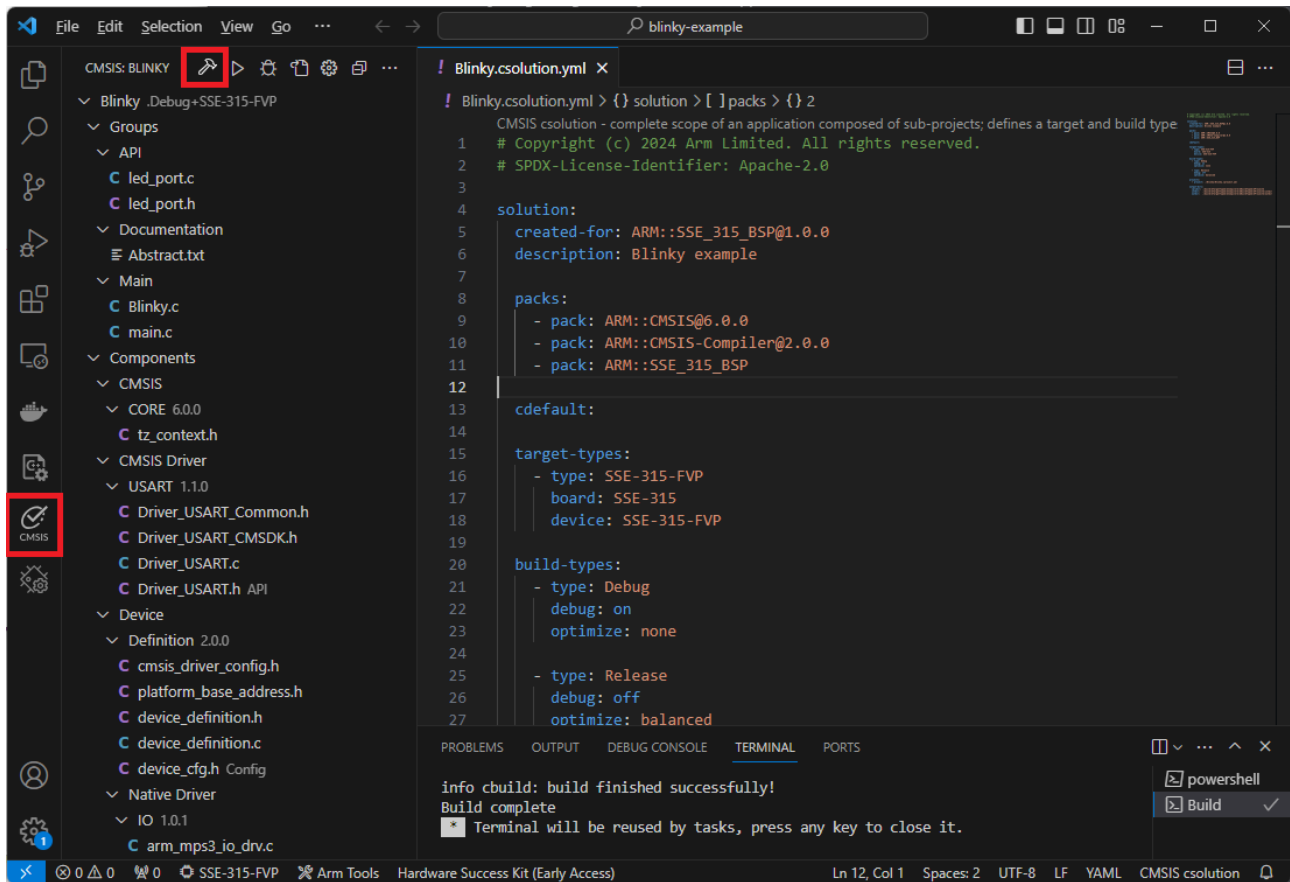 File Edit Selection View Go ··· blinky-example
CMSIS: BLINKY
Blinky .Debug+SSE-315-FVP
Groups
API
C led_port.c
C led_port.h
Documentation
Abstract.txt
Main
C Blinky.c
C main.c
Components
CMSIS
CORE 6.0.0
C tz_context.h
CMSIS Driver
USART 1.1.0
C Driver_USART_Common.h
C Driver_USART_CMSDK.h
C Driver_USART.c
C Driver_USART.h API
Device
Definition 2.0.0
C cmsis_driver_config.h
C platform_base_address.h
C device_definition.h
C device_definition.c
C device_cfg.h Config
Native Driver
IO 1.0.1
C arm_mps3_io_drv.c
CMSIS
1
! Blinky.csolution.yml ×
! Blinky.csolution.yml > {} solution > [ ] packs > {} 2
CMSIS csolution - complete scope of an application composed of sub-projects; defines a target and build type
1 # Copyright (c) 2024 Arm Limited. All rights reserved.
2 # SPDX-License-Identifier: Apache-2.0
3
4 solution:
5 created-for: ARM::SSE_315_BSP@1.0.0
6 description: Blinky example
7
8 packs:
9 - pack: ARM::CMSIS@6.0.0
10 - pack: ARM::CMSIS-Compiler@2.0.0
11 - pack: ARM::SSE_315_BSP
12
13 cdefault:
14
15 target-types:
16 - type: SSE-315-FVP
17 board: SSE-315
18 device: SSE-315-FVP
19
20 build-types:
21 - type: Debug
22 debug: on
23 optimize: none
24
25 - type: Release
26 debug: off
27 optimize: balanced
PROBLEMS OUTPUT DEBUG CONSOLE TERMINAL PORTS
info cbuild: build finished successfully!
Build complete
* Terminal will be reused by tasks, press any key to close it.
powershell
Build
0 0 0 SSE-315-FVP Arm Tools Hardware Success Kit (Early Access) Ln 12, Col 1 Spaces: 2 UTF-8 LF YAML CMSIS csolution